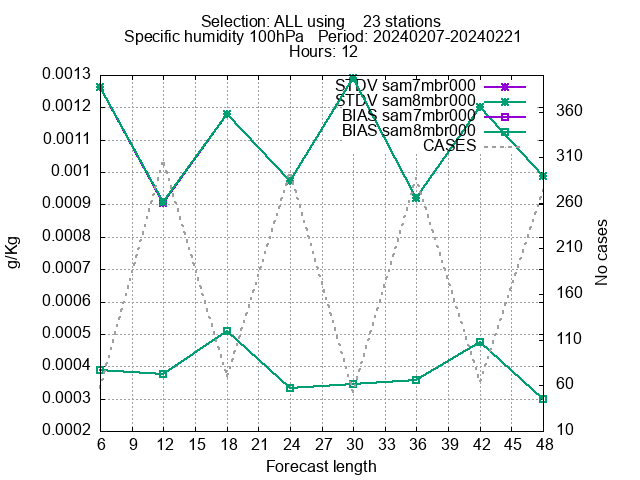 Selection: ALL using    23 stations
Specific humidity 100hPa   Period: 20240207-20240221
Hours: 12
STDV sam7mbr000
STDV sam8mbr000
BIAS sam7mbr000
BIAS sam8mbr000
CASES
0.0013
0.0012
0.0011
0.001
0.0009
0.0008
0.0007
0.0006
0.0005
0.0004
0.0003
0.0002
g/Kg
360
310
260
210
160
110
60
10
No cases
6 9 12 15 18 21 24 27 30 33 36 39 42 45 48
Forecast length